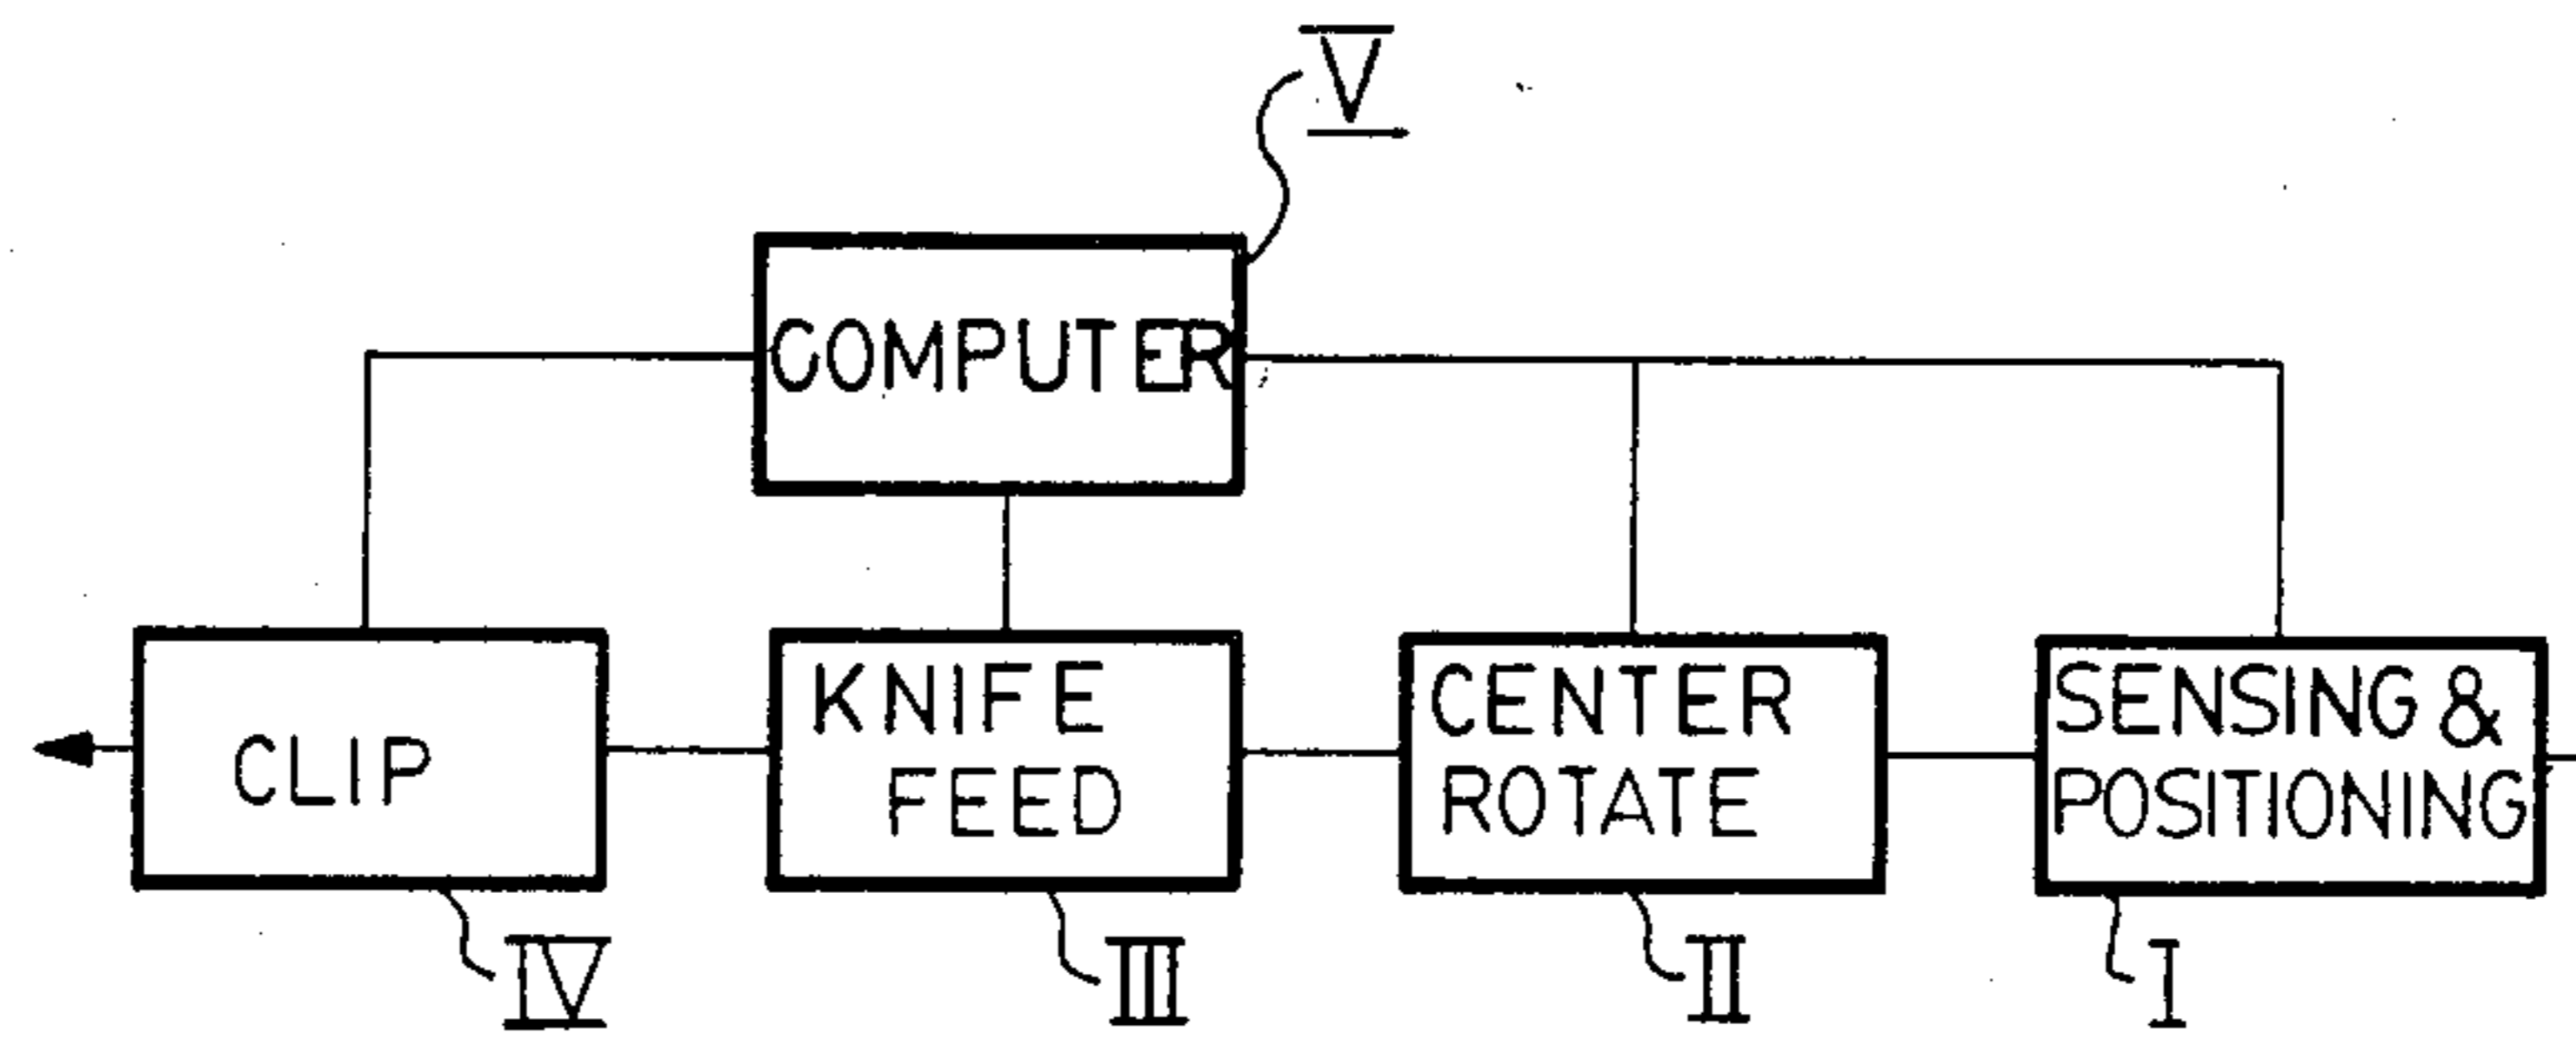 V
COMPUTER
CLIP
KNIFE
FEED
CENTER
ROTATE
SENSING &
POSITIONING
IV
III
II
I